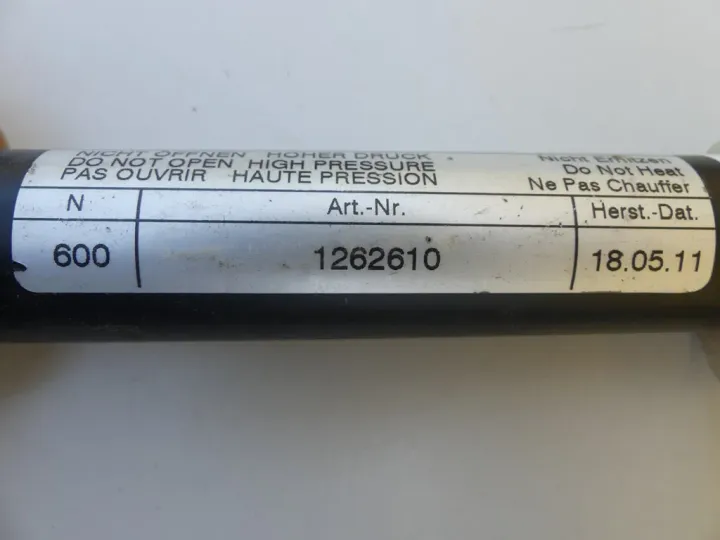 NICHT ÖFFNEN HOHER DRUCK
DO NOT OPEN HIGH PRESSURE
PAS OUVRIR HAUTE PRESSION
Nicht Erhitzen
Do Not Heat
Ne Pas Chauffer
N Art.-Nr. Herst.-Dat.
600 1262610 18.05.11